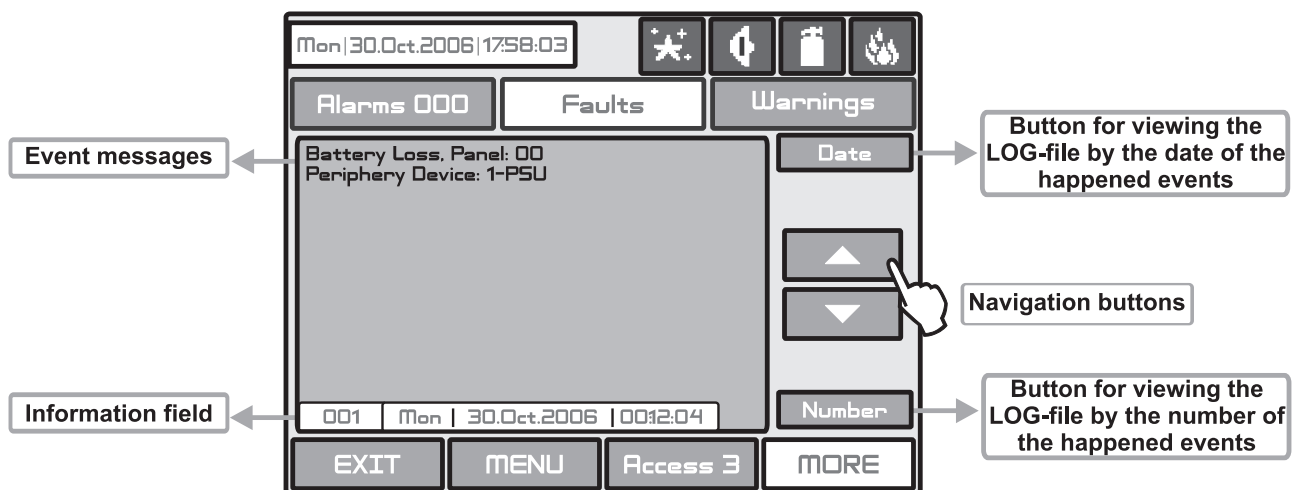 Mon|30.Oct.2006|17:58:03
Alarms 000
Faults
Warnings
Event messages
Battery Loss, Panel: 00
Periphery Device: 1-PSU
Date
Button for viewing the
LOG-file by the date of the
happened events
Navigation buttons
Information field
001
Mon | 30.Oct.2006 | 00:12:04
Number
Button for viewing the
LOG-file by the number of
the happened events
EXIT
MENU
Access 3
MORE